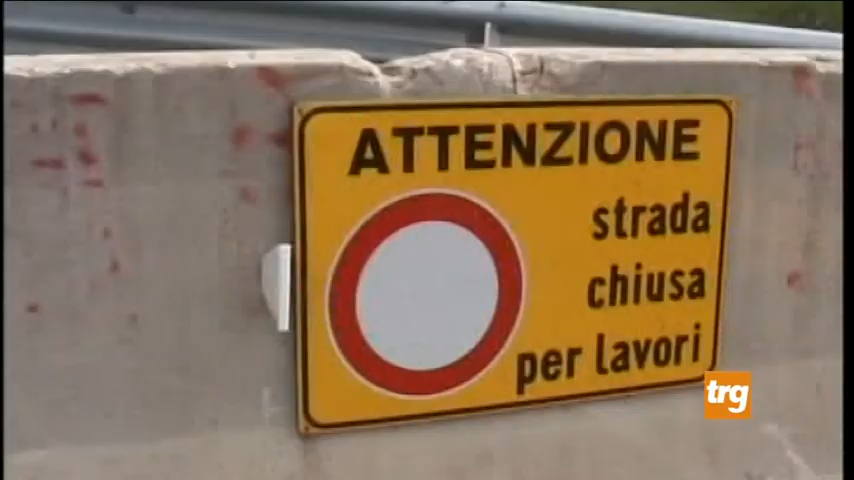 ATTENZIONE
strada
chiusa
per lavori
trg